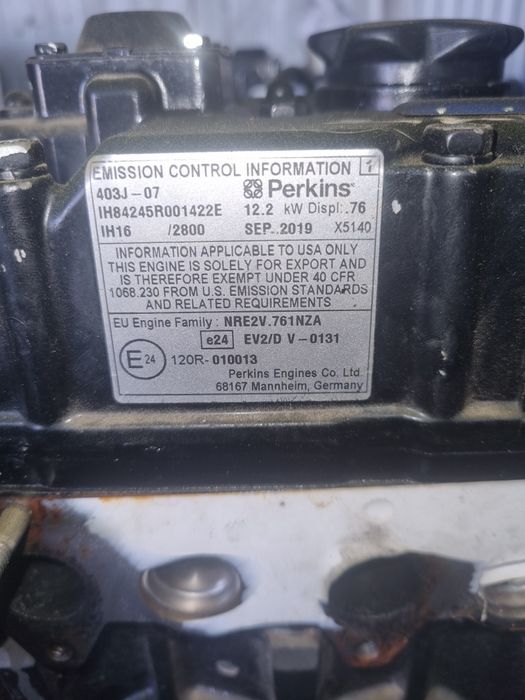 EMISSION CONTROL INFORMATION 1
403J-07 Perkins
IH84245R001422E 12.2 kW Displ:.76
IH16 /2800 SEP..2019 X5140
INFORMATION APPLICABLE TO USA ONLY
THIS ENGINE IS SOLELY FOR EXPORT AND
IS THEREFORE EXEMPT UNDER 40 CFR
1068.230 FROM U.S. EMISSION STANDARDS
AND RELATED REQUIREMENTS
EU Engine Family : NRE2V.761NZA
e24 EV2/D V-0131
E24 120R-010013
Perkins Engines Co. Ltd.
68167 Mannheim, Germany